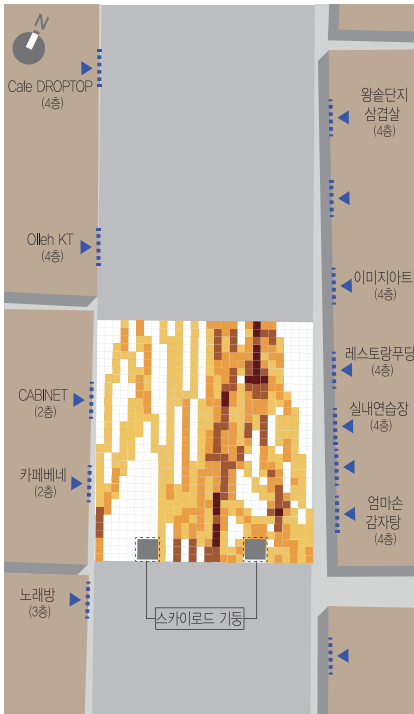 N
Cafe DROPTOP
(4층)
왕솥단지
삼겹살
(4층)
Olleh KT
(4층)
이미지아트
(4층)
레스토랑푸딩
(4층)
CABINET
(2층)
실내연습장
(4층)
카페베네
(2층)
엄마손
감자탕
(4층)
노래방
(3층)
스카이로드 기둥